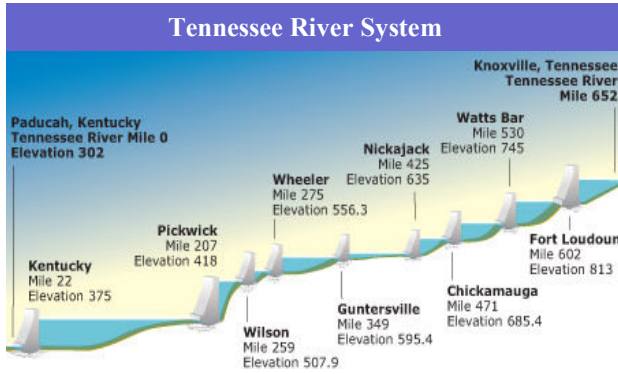 Tennessee River System
Knoxville, Tennessee
Tennessee River
Mile 652
Paducah, Kentucky
Tennessee River Mile 0
Elevation 302
Watts Bar
Mile 530
Elevation 745
Nickajack
Mile 425
Elevation 635
Wheeler
Mile 275
Elevation 556.3
Pickwick
Mile 207
Elevation 418
Kentucky
Mile 22
Elevation 375
Fort Loudoun
Mile 602
Elevation 813
Chickamauga
Mile 471
Elevation 685.4
Guntersville
Mile 349
Elevation 595.4
Wilson
Mile 259
Elevation 507.9